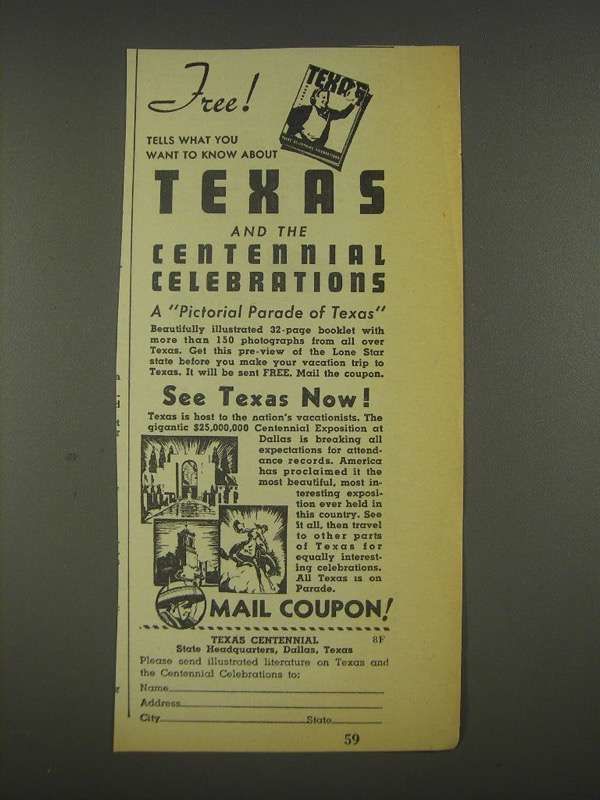 Free!
TEXAS
TELLS WHAT YOU
WANT TO KNOW ABOUT
TEXAS
AND THE
CENTENNIAL
CELEBRATIONS
A "Pictorial Parade of Texas"
Beautifully illustrated 32-page booklet with
more than 150 photographs from all over
Texas. Get this pre-view of the Lone Star
state before you make your vacation trip to
Texas. It will be sent FREE. Mail the coupon.
See Texas Now!
Texas is host to the nation's vacationists. The
gigantic $25,000,000 Centennial Exposition at
Dallas is breaking all
expectations for attend-
ance records. America
has proclaimed it the
most beautiful, most in-
teresting exposi-
tion ever held in
this country. See
it all, then travel
to other parts
of Texas for
equally interest-
ing celebrations.
All Texas is on
Parade.
MAIL COUPON!
TEXAS CENTENNIAL 8F
State Headquarters, Dallas, Texas
Please send illustrated literature on Texas and
the Centennial Celebrations to:
Name
Address
City State
59